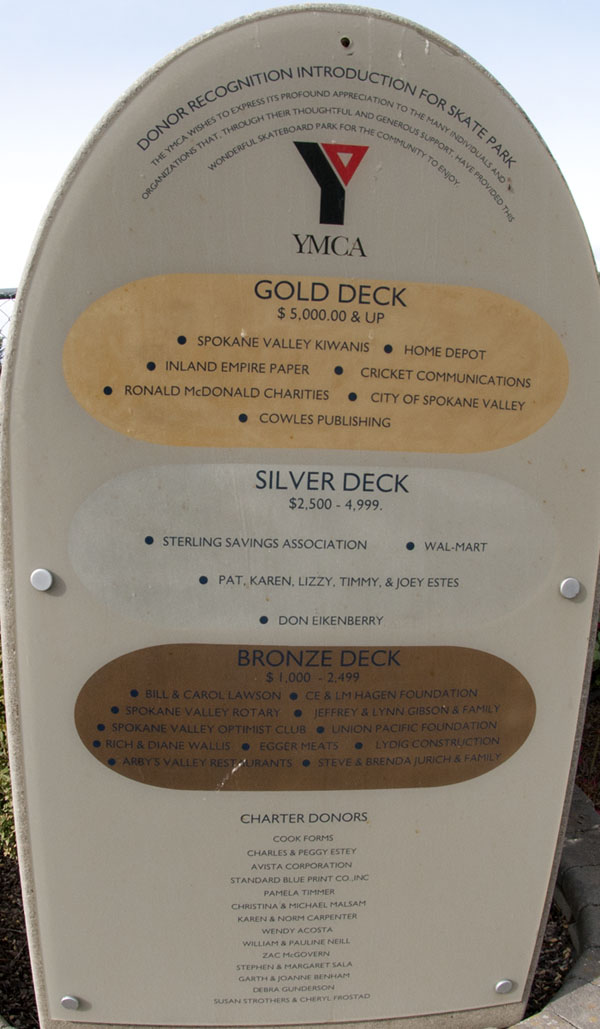 DONOR RECOGNITION INTRODUCTION FOR SKATE PARK
THE YMCA WISHES TO EXPRESS ITS PROFOUND APPRECIATION TO THE MANY INDIVIDUALS AND
ORGANIZATIONS THAT, THROUGH THEIR THOUGHTFUL AND GENEROUS SUPPORT, HAVE PROVIDED THIS
WONDERFUL SKATEBOARD PARK FOR THE COMMUNITY TO ENJOY.
YMCA
GOLD DECK
$ 5,000.00 & UP
• SPOKANE VALLEY KIWANIS • HOME DEPOT
• INLAND EMPIRE PAPER • CRICKET COMMUNICATIONS
• RONALD McDONALD CHARITIES • CITY OF SPOKANE VALLEY
• COWLES PUBLISHING
SILVER DECK
$2,500 - 4,999.
• STERLING SAVINGS ASSOCIATION • WAL-MART
• PAT, KAREN, LIZZY, TIMMY, & JOEY ESTES
• DON EIKENBERRY
BRONZE DECK
$ 1,000 - 2,499
• BILL & CAROL LAWSON • CE & LM HAGEN FOUNDATION
• SPOKANE VALLEY ROTARY • JEFFREY & LYNN GIBSON & FAMILY
• SPOKANE VALLEY OPTIMIST CLUB • UNION PACIFIC FOUNDATION
• RICH & DIANE WALLIS • EGGER MEATS • LYDIG CONSTRUCTION
• ARBY'S VALLEY RESTAURANTS • STEVE & BRENDA JURICH & FAMILY
CHARTER DONORS
COOK FORMS
CHARLES & PEGGY ESTEY
AVISTA CORPORATION
STANDARD BLUE PRINT CO.,INC
PAMELA TIMMER
CHRISTINA & MICHAEL MALSAM
KAREN & NORM CARPENTER
WENDY ACOSTA
WILLIAM & PAULINE NEILL
ZAC McGOVERN
STEPHEN & MARGARET SALA
GARTH & JOANNE BENHAM
DEBRA GUNDERSON
SUSAN STROTHERS & CHERYL FROSTAD